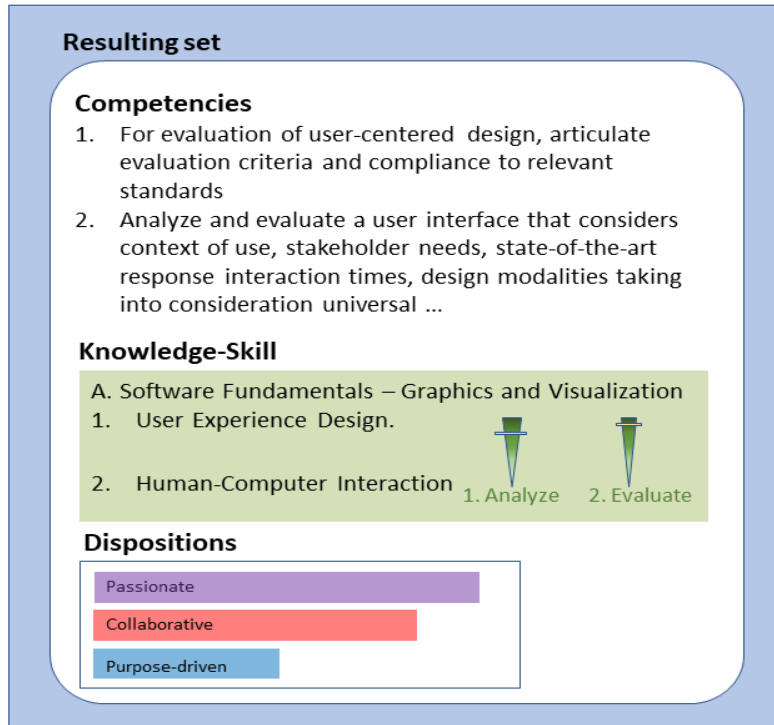 Resulting set
Competencies
1. For evaluation of user-centered design, articulate
evaluation criteria and compliance to relevant
standards
2. Analyze and evaluate a user interface that considers
context of use, stakeholder needs, state-of-the-art
response interaction times, design modalities taking
into consideration universal ...
Knowledge-Skill
A. Software Fundamentals – Graphics and Visualization
1. User Experience Design.
2. Human-Computer Interaction
1. Analyze 2. Evaluate
Dispositions
Passionate
Collaborative
Purpose-driven